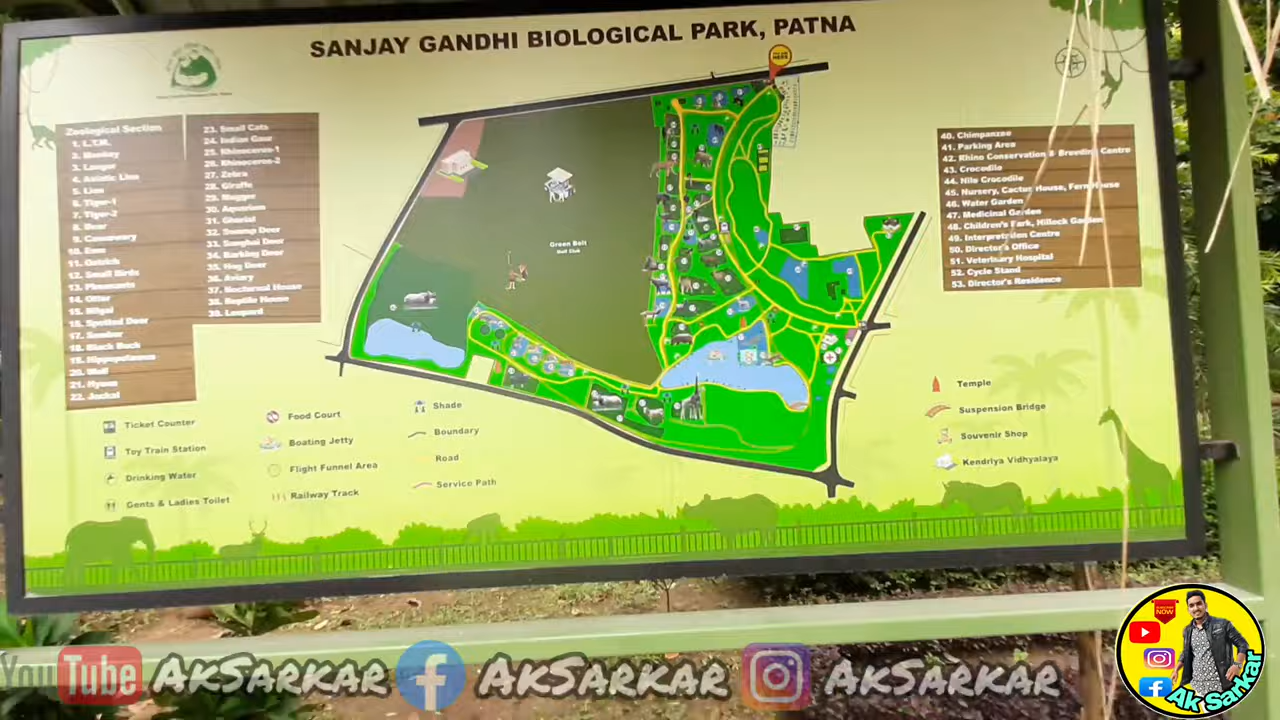 SANJAY GANDHI BIOLOGICAL PARK, PATNA
Zoological Section
1. L.T.M.
2. Monkey
3. Langur
4. Asiatic Lion
5. Lion
6. Tiger-1
7. Tiger-2
8. Bear
9. Cassowary
10. Emu
11. Ostrich
12. Small Birds
13. Pheasants
14. Otter
15. Nilgai
16. Spotted Deer
17. Sambar
18. Black Buck
19. Hippopotamus
20. Wolf
21. Hyena
22. Jackal
23. Small Cats
24. Indian Gaur
25. Rhinoceros-1
26. Rhinoceros-2
27. Zebra
28. Giraffe
29. Mugger
30. Aquarium
31. Gharial
32. Swamp Deer
33. Sanghai Deer
34. Barking Deer
35. Hog Deer
36. Aviary
37. Nocturnal House
38. Reptile House
39. Leopard
40. Chimpanzee
41. Parking Area
42. Rhino Conservation & Breeding Centre
43. Crocodile
44. Nile Crocodile
45. Nursery, Cactus House, Fern House
46. Water Garden
47. Medicinal Garden
48. Children's Park, Hillock Garden
49. Interpretation Centre
50. Director's Office
51. Veterinary Hospital
52. Cycle Stand
53. Director's Residence
YOU ARE HERE
Green Belt
Golf Club
Ticket Counter
Toy Train Station
Drinking Water
Gents & Ladies Toilet
Food Court
Boating Jetty
Flight Funnel Area
Railway Track
Shade
Boundary
Road
Service Path
Temple
Suspension Bridge
Souvenir Shop
Kendriya Vidhyalaya
YouTube AKSARKAR AKSARKAR AKSARKAR
NOW
Ak Sarkar